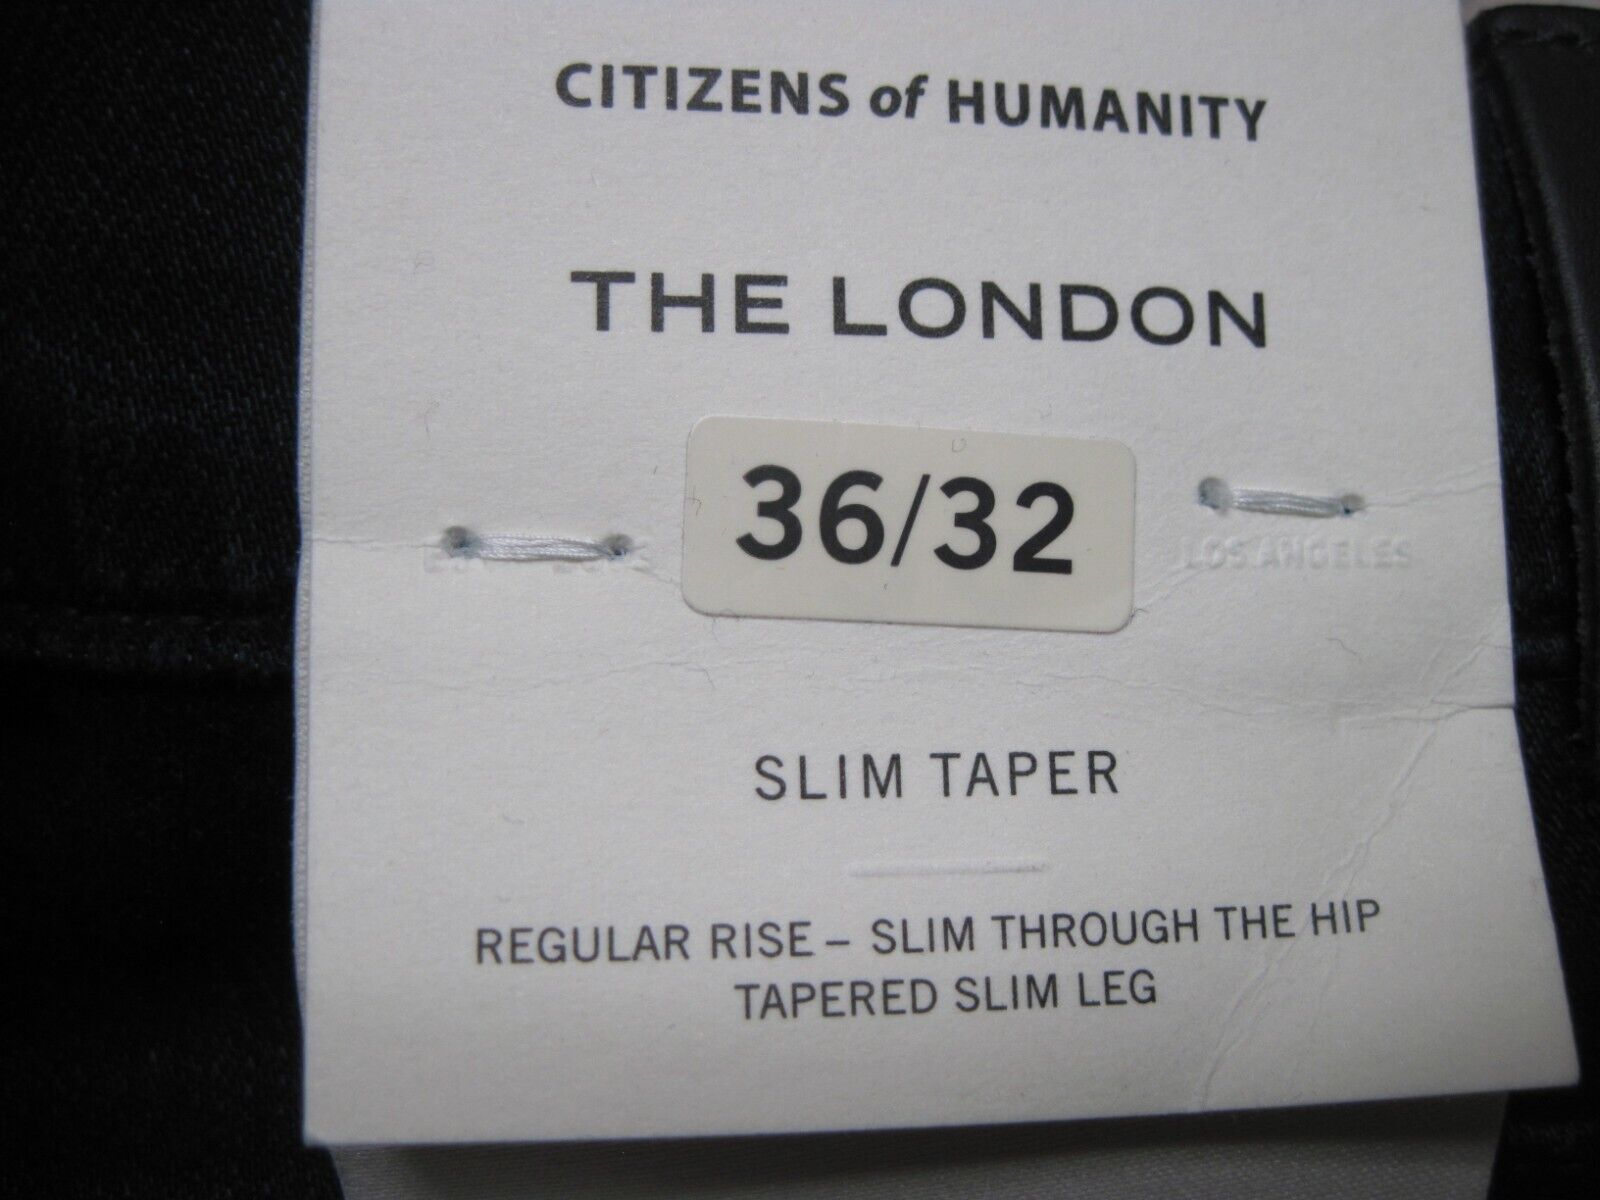 CITIZENS of HUMANITY
THE LONDON
36/32
LOS ANGELES
SLIM TAPER
REGULAR RISE – SLIM THROUGH THE HIP
TAPERED SLIM LEG